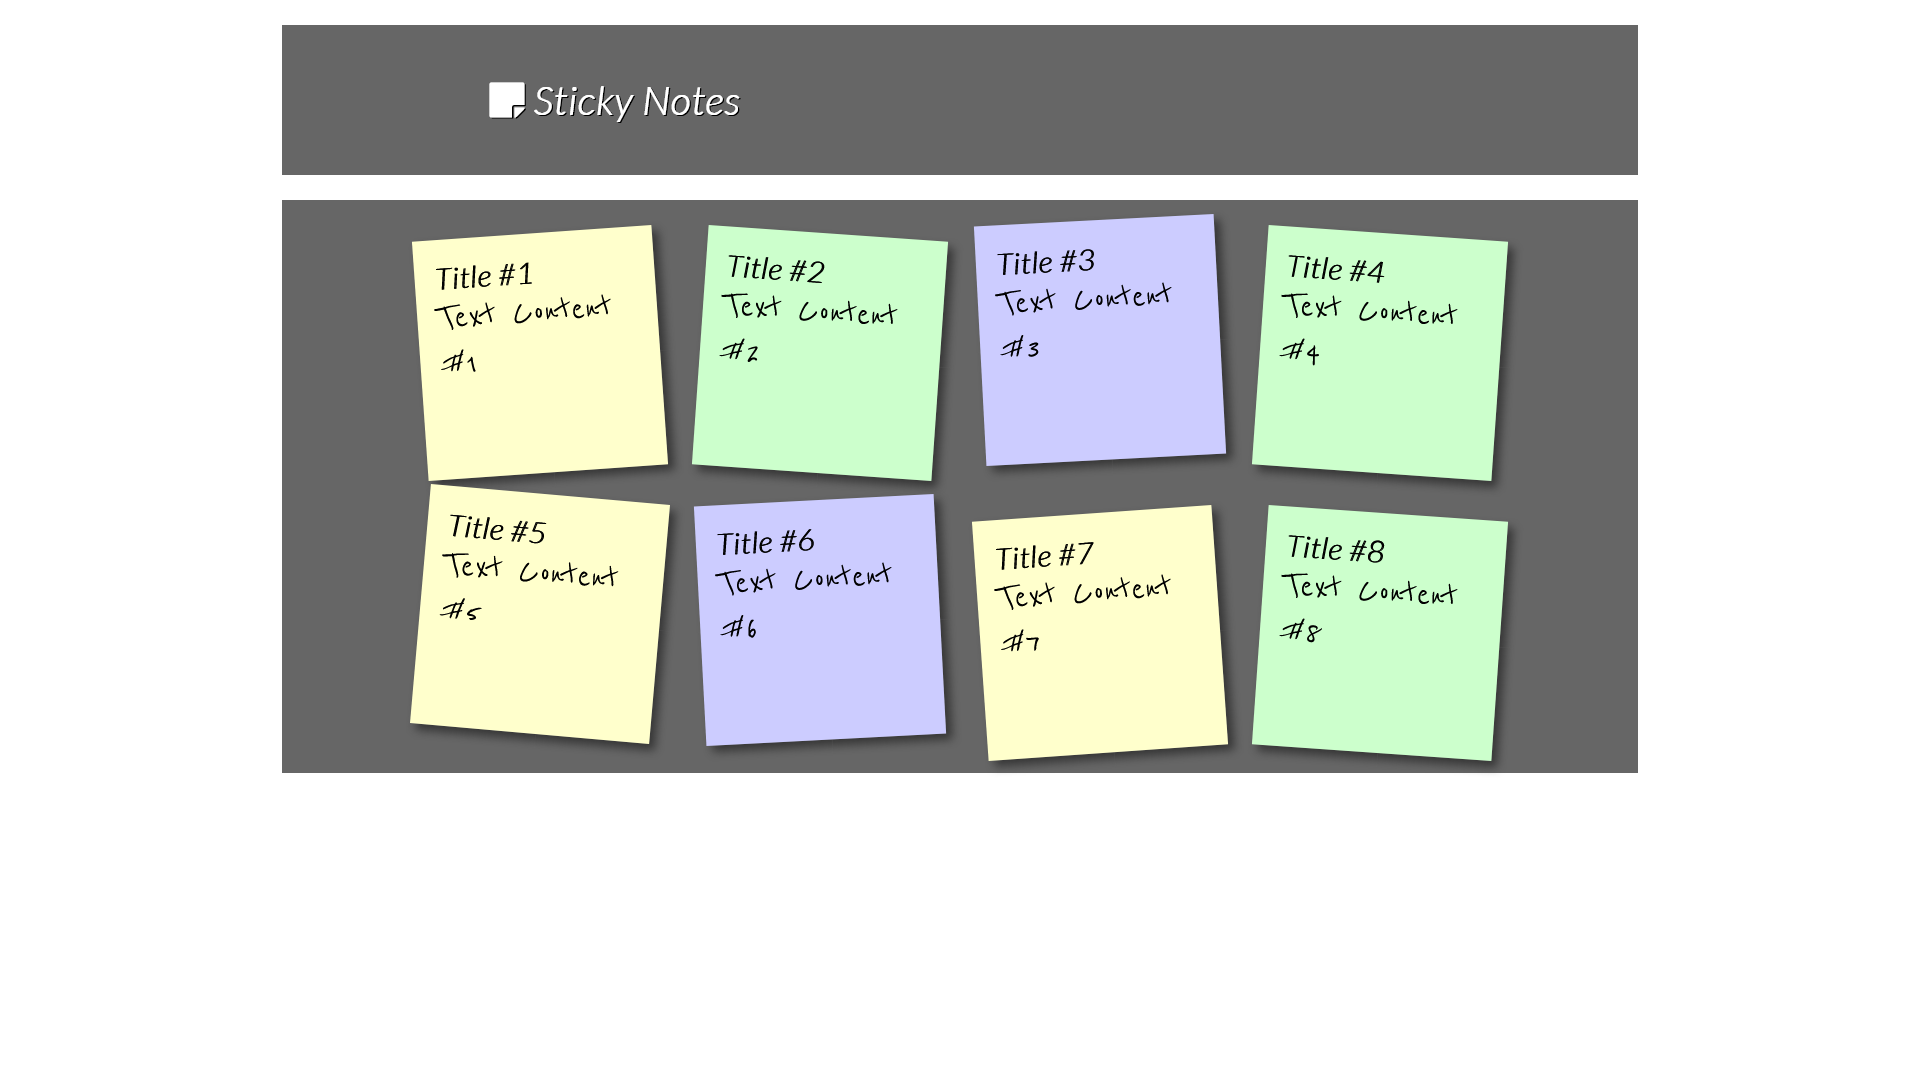 Sticky Notes
Title #1
Text Content
#1
Title #2
Text Content
#2
Title #3
Text Content
#3
Title #4
Text Content
#4
Title #5
Text Content
#5
Title #6
Text Content
#6
Title #7
Text Content
#7
Title #8
Text Content
#8